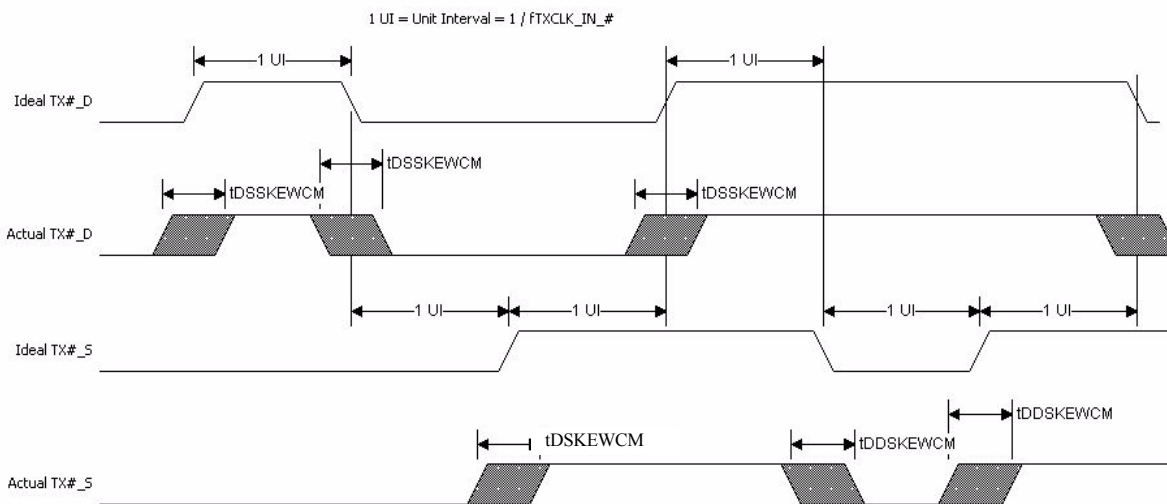 1 UI = Unit Interval = 1 / fTXCLK_IN_#
1 UI
1 UI
Ideal TX#_D
tDSSKEWCM
tDSSKEWCM
tDSSKEWCM
Actual TX#_D
1 UI
1 UI
1 UI
1 UI
Ideal TX#_S
tDDSKEWCM
tDSKEWCM
tDDSKEWCM
Actual TX#_S